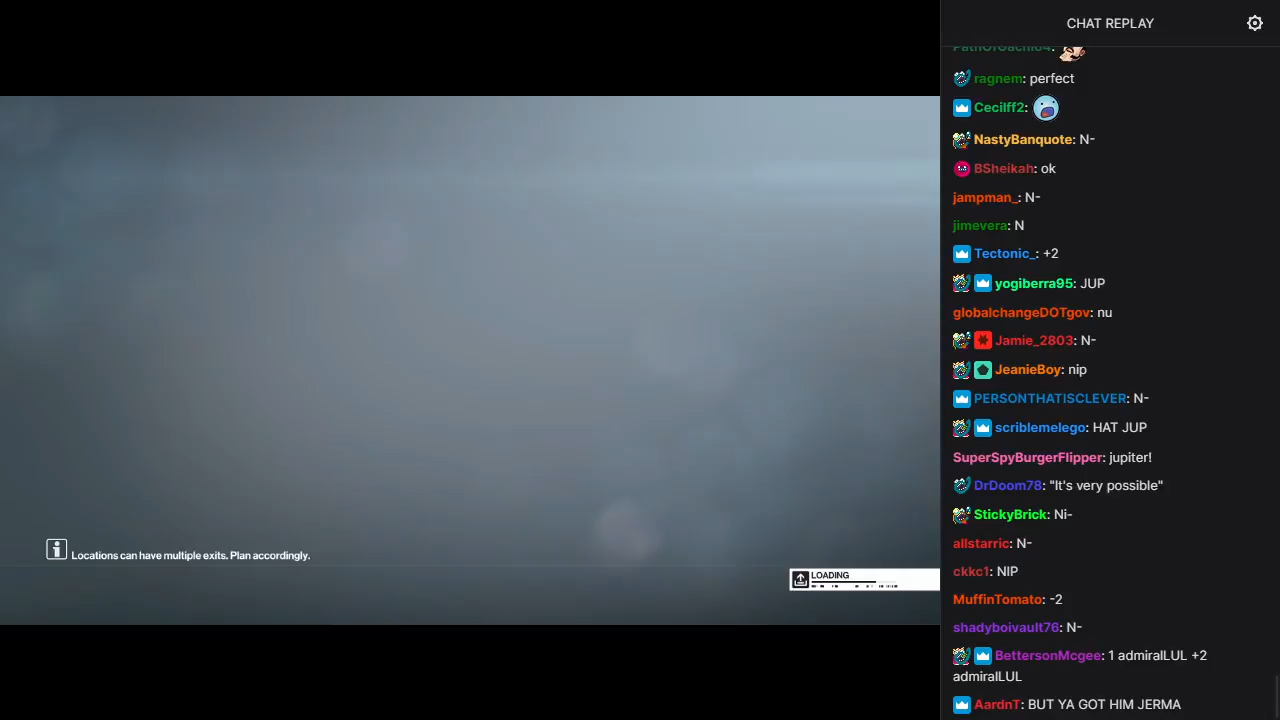 CHAT REPLAY
PathOfGachi64:
ragnem: perfect
Cecilff2:
NastyBanquote: N-
BSheikah: ok
jampman_: N-
jimevera: N
Tectonic_: +2
yogiberra95: JUP
globalchangeDOTgov: nu
Jamie_2803: N-
JeanieBoy: nip
PERSONTHATISCLEVER: N-
scriblemelego: HAT JUP
SuperSpyBurgerFlipper: jupiter!
DrDoom78: "It's very possible"
StickyBrick: Ni-
allstarric: N-
ckkc1: NIP
MuffinTomato: -2
shadyboivault76: N-
BettersonMcgee: 1 admiralLUL +2
admiralLUL
AardnT: BUT YA GOT HIM JERMA
Locations can have multiple exits. Plan accordingly.
LOADING